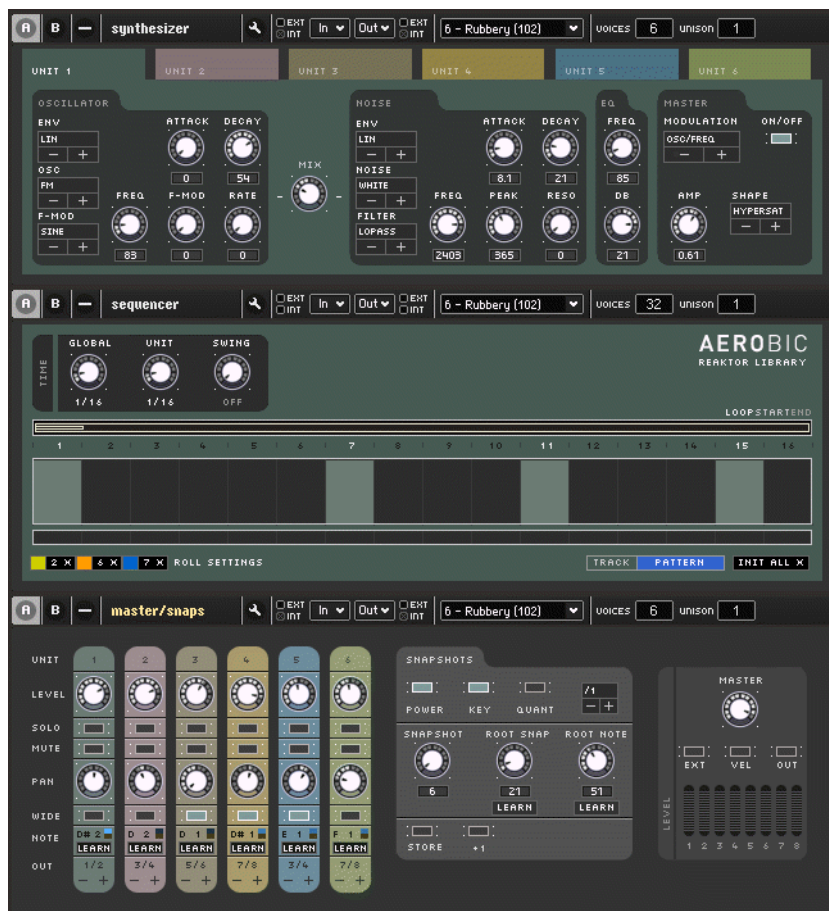 A B — synthesizer EXT INT In Out EXT INT 6 - Rubbery (102) VOICES 6 unison 1
UNIT 1 UNIT 2 UNIT 3 UNIT 4 UNIT 5 UNIT 6
OSCILLATOR NOISE EQ MASTER
ENV ATTACK DECAY ENV ATTACK DECAY FREQ MODULATION ON/OFF
LIN LIN OSC/FREQ
- + - + - +
OSC MIX NOISE
0 54 8.1 21 85
FM WHITE
- + FREQ F-MOD RATE - + FREQ PEAK RESO DB AMP SHAPE
F-MOD FILTER HYPERSAT
SINE LOPASS - +
- + - +
83 0 0 2403 365 0 21 0.61
A B — sequencer EXT INT In Out EXT INT 6 - Rubbery (102) VOICES 32 unison 1
TIME GLOBAL UNIT SWING
1/16 1/16 OFF
AEROBIC
REAKTOR LIBRARY
LOOPSTARTEND
1 2 3 4 5 6 7 8 9 10 11 12 13 14 15 16
2 X 6 X 7 X ROLL SETTINGS TRACK PATTERN INIT ALL X
A B — master/snaps EXT INT In Out EXT INT 6 - Rubbery (102) VOICES 6 unison 1
UNIT 1 2 3 4 5 6
LEVEL
SOLO
MUTE
PAN
WIDE
NOTE D# 2 D 2 D 1 D# 1 E 1 F 1
LEARN LEARN LEARN LEARN LEARN LEARN
OUT 1/2 3/4 5/6 7/8 3/4 7/8
- + - + - + - + - + - +
SNAPSHOTS
/1
- +
POWER KEY QUANT
SNAPSHOT ROOT SNAP ROOT NOTE
6 21 51
LEARN LEARN
STORE +1
MASTER
EXT VEL OUT
LEVEL
1 2 3 4 5 6 7 8